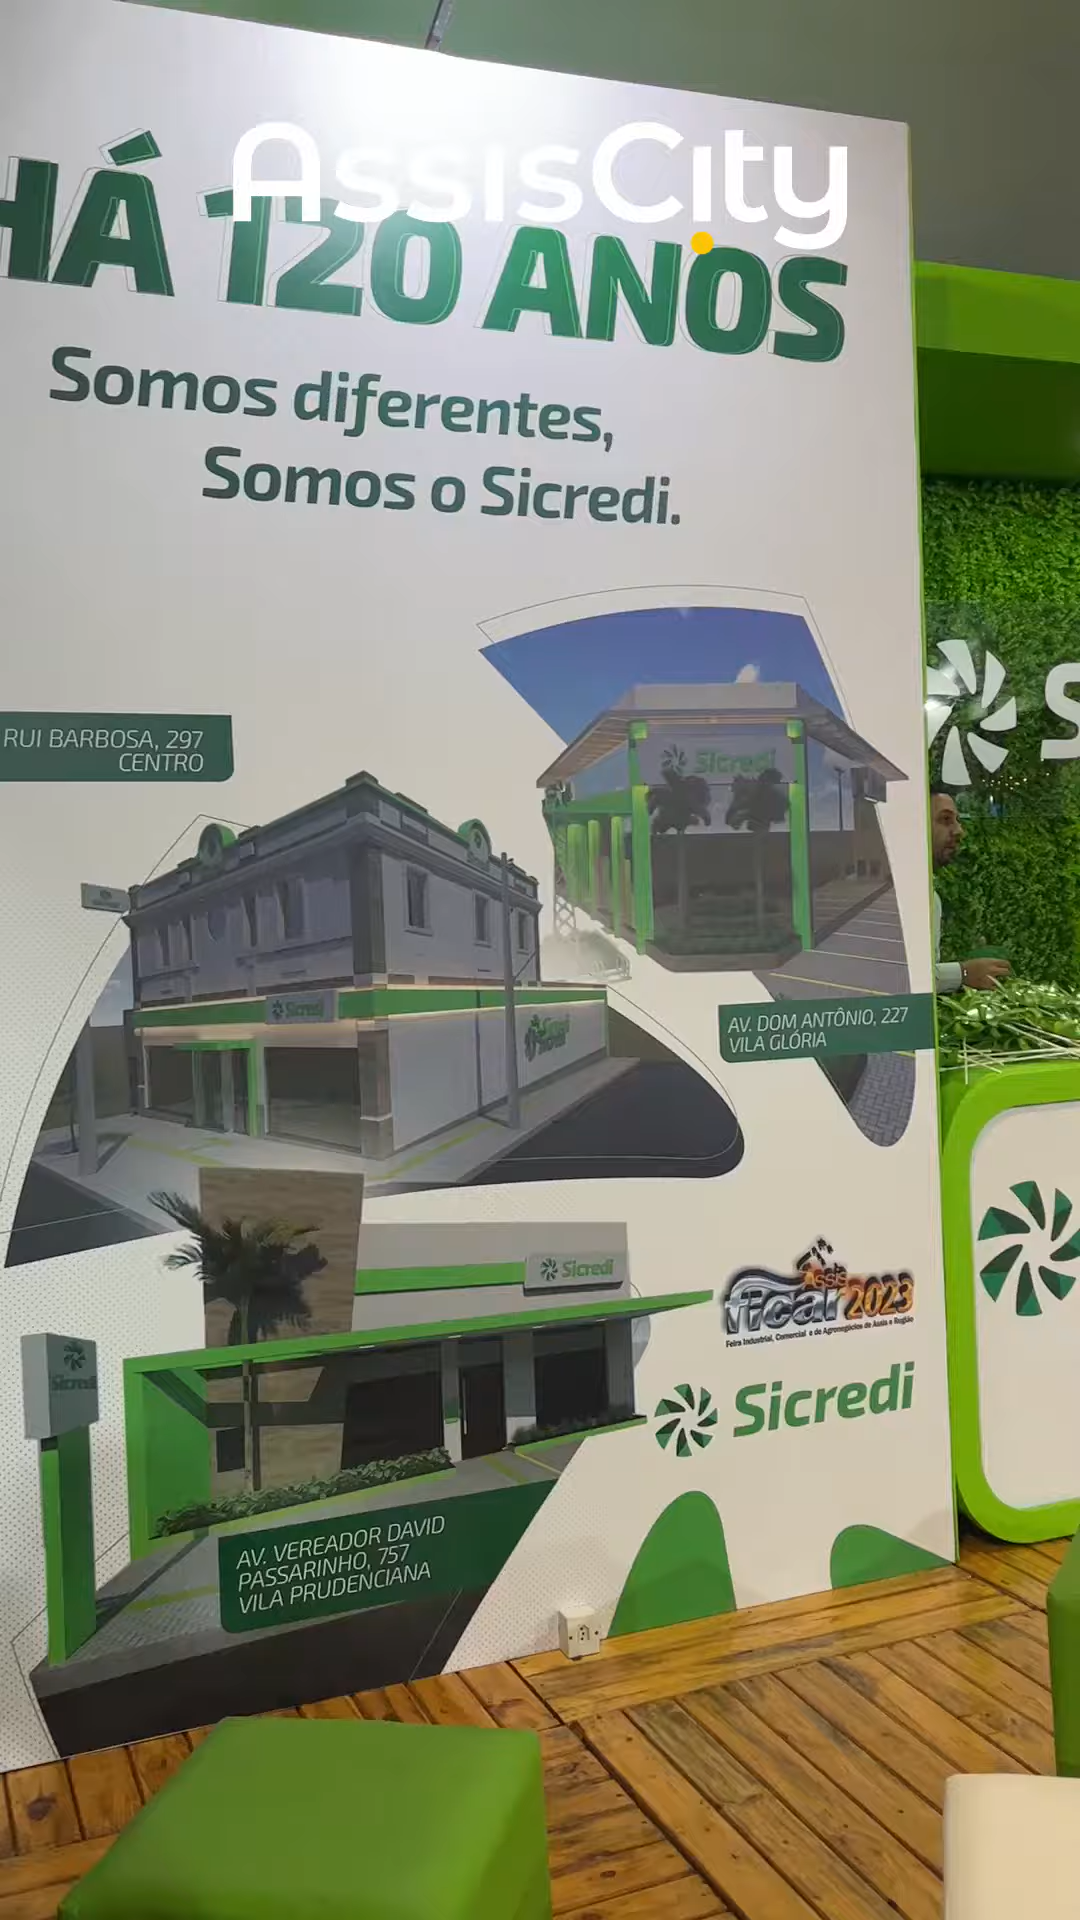 AssisCity
HÁ 120 ANOS
Somos diferentes,
Somos o Sicredi.
RUI BARBOSA, 297
CENTRO
Sicredi
AV. DOM ANTÔNIO, 227
VILA GLÓRIA
Sicredi
Sicredi
Sicredi
Assis
ficar 2023
Feira Industrial, Comercial e de Agronegócios de Assis e Região
Sicredi
Sicredi
AV. VEREADOR DAVID
PASSARINHO, 757
VILA PRUDENCIANA